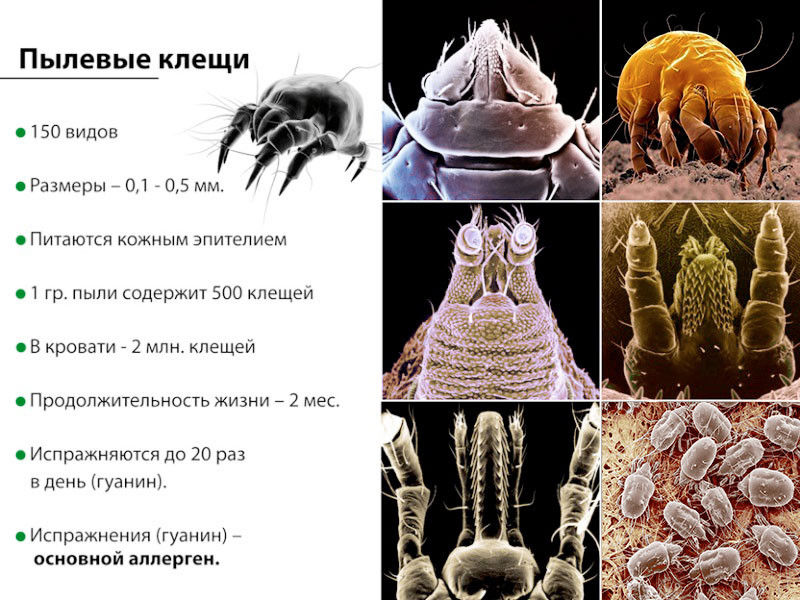 Пылевые клещи
150 видов
Размеры – 0,1 - 0,5 мм.
Питаются кожным эпителием
1 гр. пыли содержит 500 клещей
В кровати - 2 млн. клещей
Продолжительность жизни – 2 мес.
Испражняются до 20 раз
в день (гуанин).
Испражнения (гуанин) –
основной аллерген.